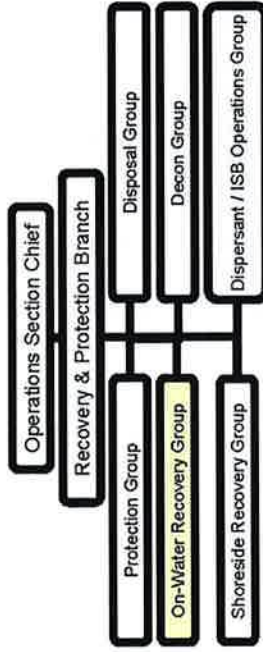 Operations Section Chief
Recovery & Protection Branch
Protection Group
Disposal Group
On-Water Recovery Group
Decon Group
Shoreside Recovery Group
Dispersant / ISB Operations Group